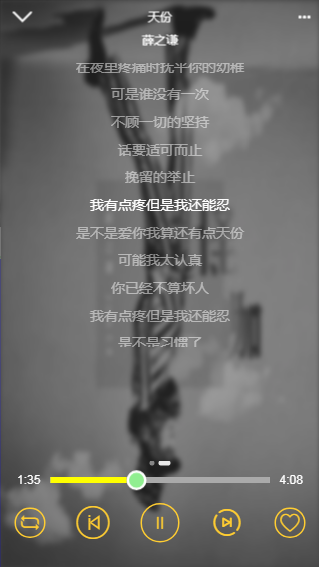 天份
薛之谦
在夜里疼痛时抚平你的幼稚
可是谁没有一次
不顾一切的坚持
话要适可而止
挽留的举止
我有点疼但是我还能忍
是不是爱你我算还有点天份
可能我太认真
你已经不算坏人
我有点疼但是我还能忍
是不是习惯了
1:35
4:08